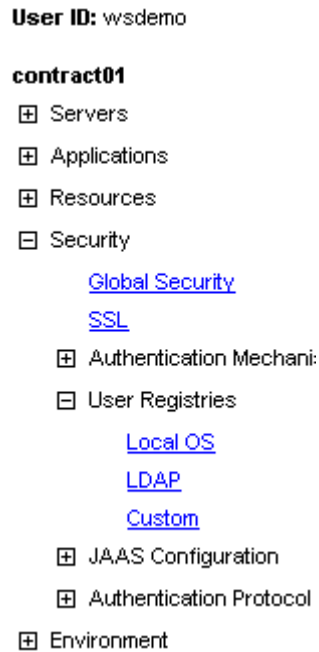 User ID: wsdemo
contract01
Servers
Applications
Resources
Security
Global Security
SSL
Authentication Mechani
User Registries
Local OS
LDAP
Custom
JAAS Configuration
Authentication Protocol
Environment